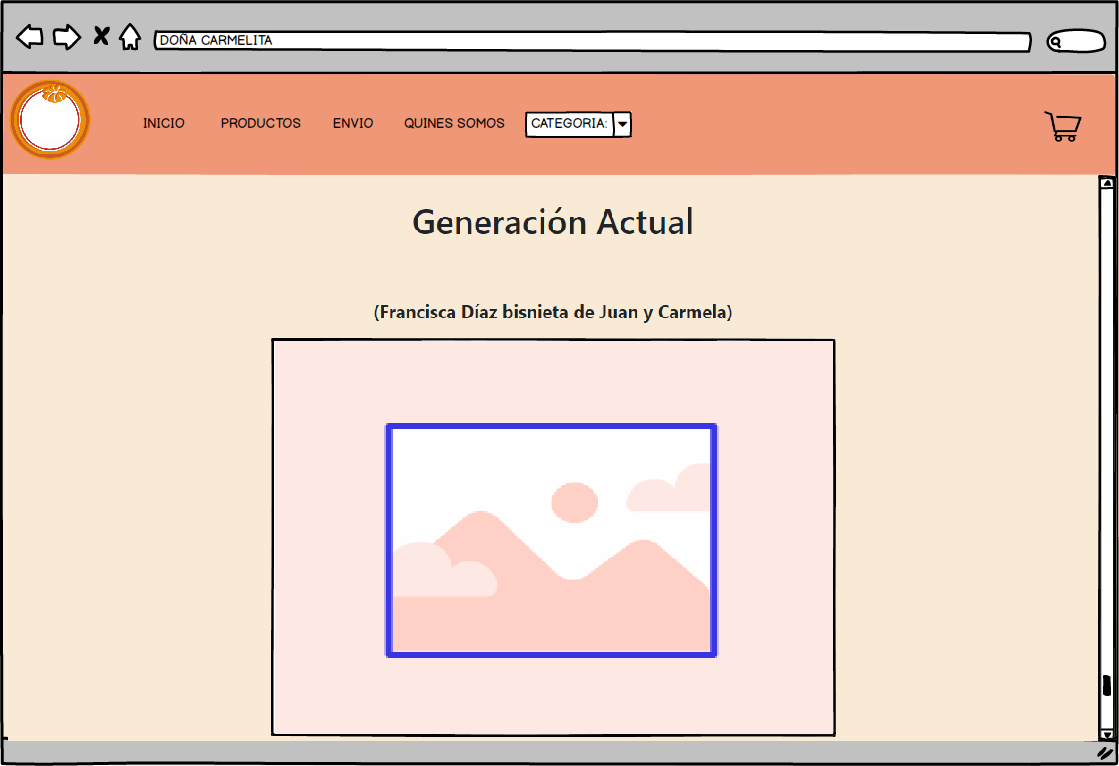 DOÑA CARMELITA
INICIO PRODUCTOS ENVIO QUINES SOMOS CATEGORIA:
Generación Actual
(Francisca Díaz bisnieta de Juan y Carmela)